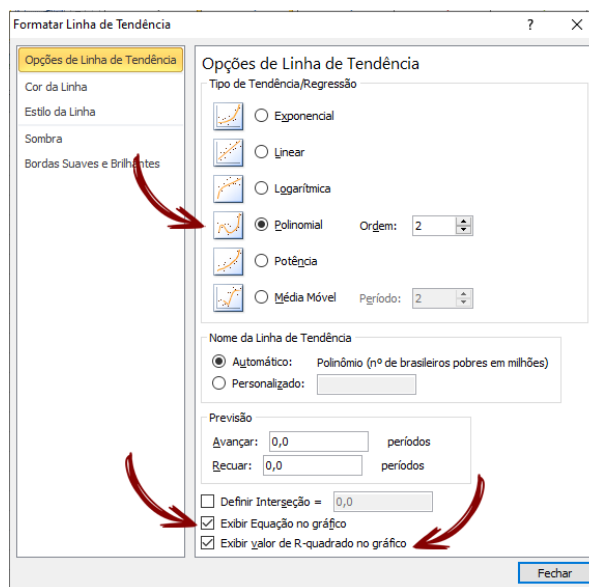 Formatar Linha de Tendência
?
Opções de Linha de Tendência
Cor da Linha
Estilo da Linha
Sombra
Bordas Suaves e Brilhantes
Opções de Linha de Tendência
Tipo de Tendência/Regressão
Exponencial
Linear
Logarítmica
Polinomial Ordem: 2
Potência
Média Móvel Período: 2
Nome da Linha de Tendência
Automático: Polinômio (nº de brasileiros pobres em milhões)
Personalizado:
Previsão
Avançar: 0,0 períodos
Recuar: 0,0 períodos
Definir Interseção = 0,0
Exibir Equação no gráfico
Exibir valor de R-quadrado no gráfico
Fechar